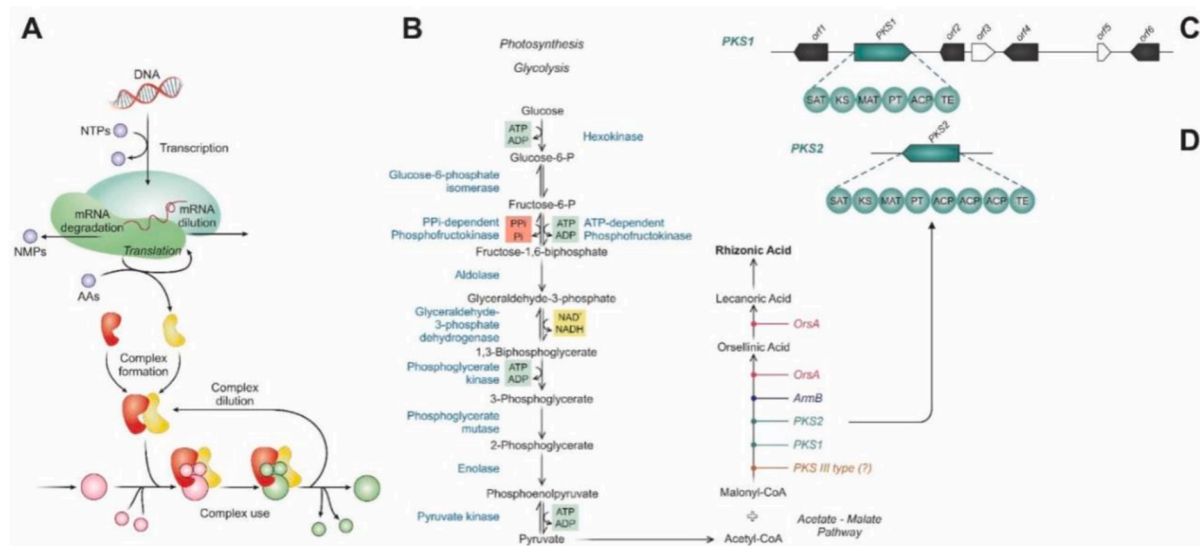 A
DNA
NTPs
Transcription
mRNA
degradation
mRNA
dilution
Translation
NMPs
AAs
Complex
formation
Complex
dilution
Complex use
B
Photosynthesis
Glycolysis
Glucose
ATP
ADP
Hexokinase
Glucose-6-P
Glucose-6-phosphate
isomerase
Fructose-6-P
PPi-dependent
Phosphofructokinase
PPi
Pi
ATP
ADP
ATP-dependent
Phosphofructokinase
Fructose-1,6-biphosphate
Aldolase
Glyceraldehyde-3-phosphate
Glyceraldehyde-
3-phosphate
dehydrogenase
NAD+
NADH
1,3-Biphosphoglycerate
Phosphoglycerate
kinase
ATP
ADP
3-Phosphoglycerate
Phosphoglycerate
mutase
2-Phosphoglycerate
Enolase
Phosphoenolpyruvate
Pyruvate kinase
ATP
ADP
Pyruvate
Rhizonic Acid
Lecanoric Acid
OrsA
Orsellinic Acid
OrsA
ArmB
PKS2
PKS1
PKS III type (?)
Malonyl-CoA
Acetyl-CoA
Acetate - Malate
Pathway
C
PKS1
orf1
PKS1
orf2
orf3
orf4
orf5
orf6
SAT KS MAT PT ACP TE
D
PKS2
PKS2
SAT KS MAT PT ACP ACP ACP TE